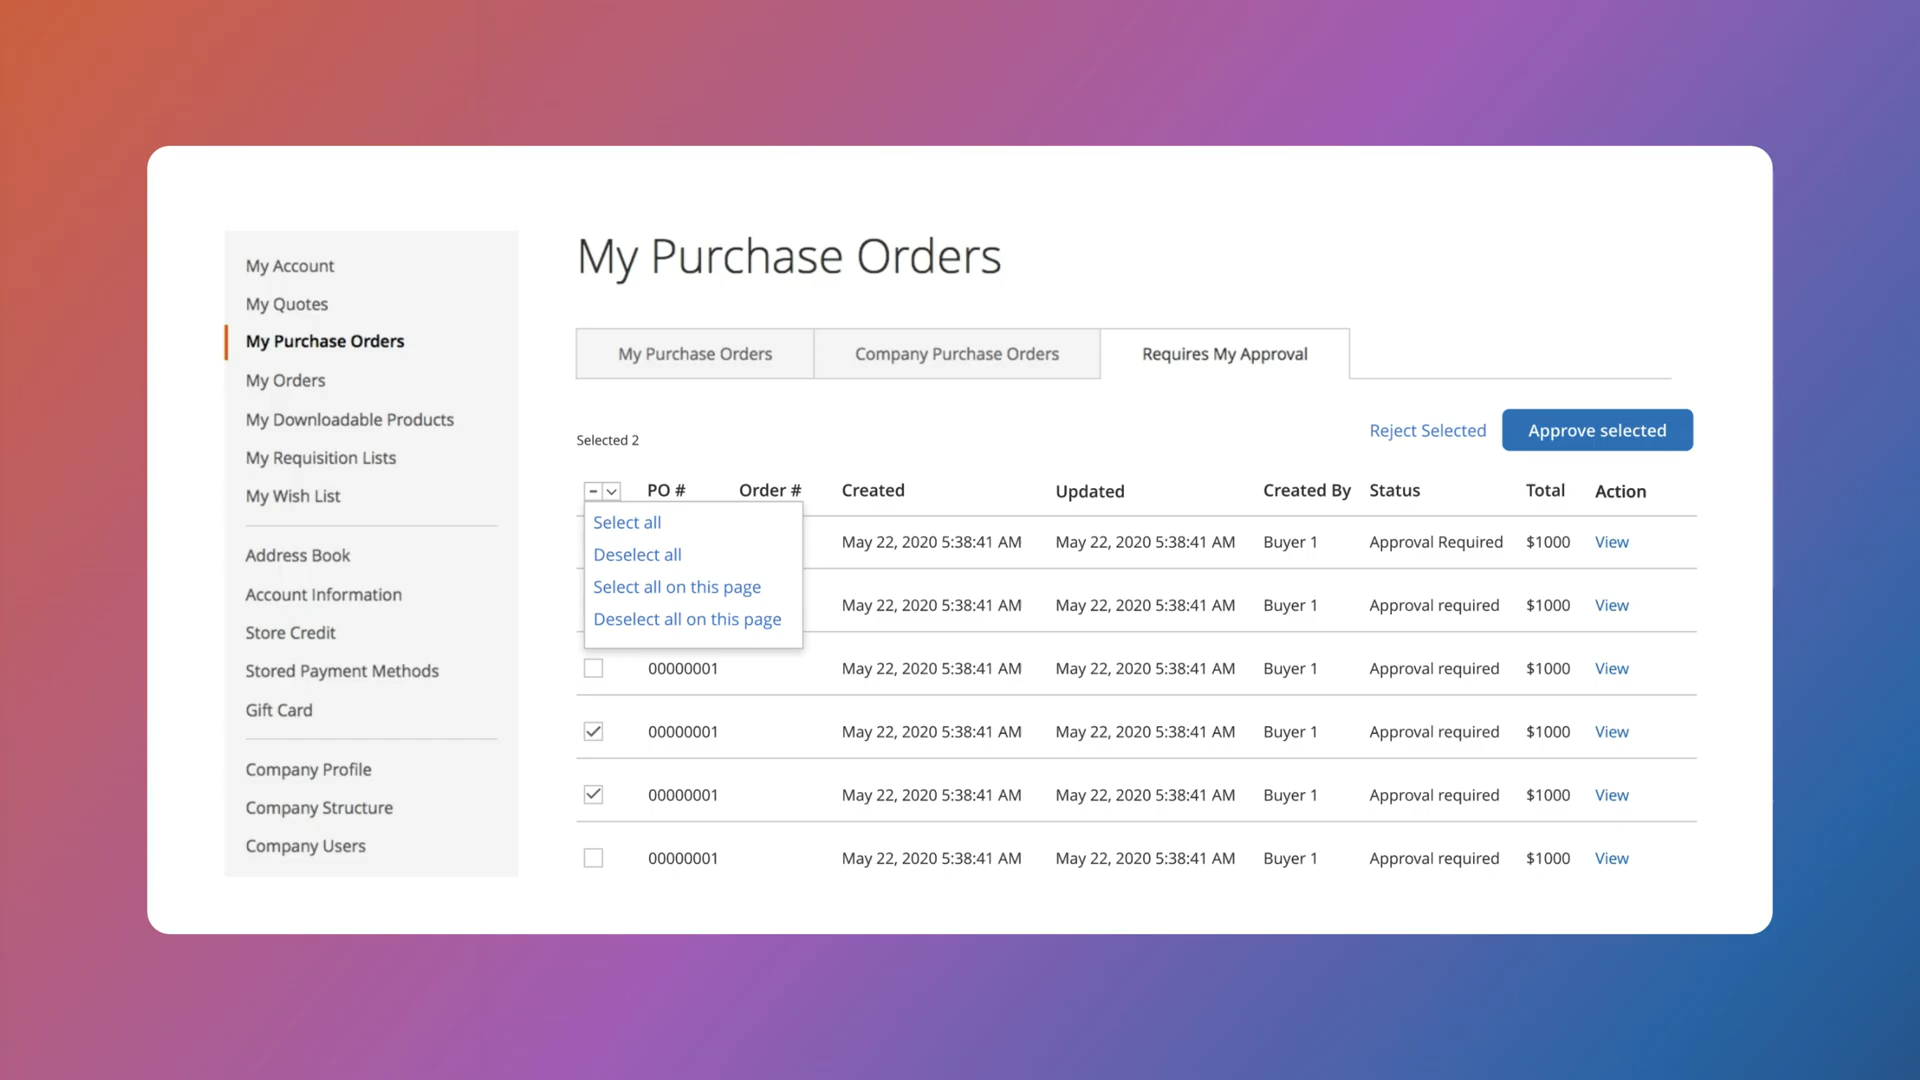 My Account
My Quotes
My Purchase Orders
My Orders
My Downloadable Products
My Requisition Lists
My Wish List
Address Book
Account Information
Store Credit
Stored Payment Methods
Gift Card
Company Profile
Company Structure
Company Users
My Purchase Orders
My Purchase Orders Company Purchase Orders Requires My Approval
Selected 2 Reject Selected Approve selected
PO # Order # Created Updated Created By Status Total Action
Select all
Deselect all
Select all on this page
Deselect all on this page
May 22, 2020 5:38:41 AM May 22, 2020 5:38:41 AM Buyer 1 Approval Required $1000 View
May 22, 2020 5:38:41 AM May 22, 2020 5:38:41 AM Buyer 1 Approval required $1000 View
00000001 May 22, 2020 5:38:41 AM May 22, 2020 5:38:41 AM Buyer 1 Approval required $1000 View
00000001 May 22, 2020 5:38:41 AM May 22, 2020 5:38:41 AM Buyer 1 Approval required $1000 View
00000001 May 22, 2020 5:38:41 AM May 22, 2020 5:38:41 AM Buyer 1 Approval required $1000 View
00000001 May 22, 2020 5:38:41 AM May 22, 2020 5:38:41 AM Buyer 1 Approval required $1000 View